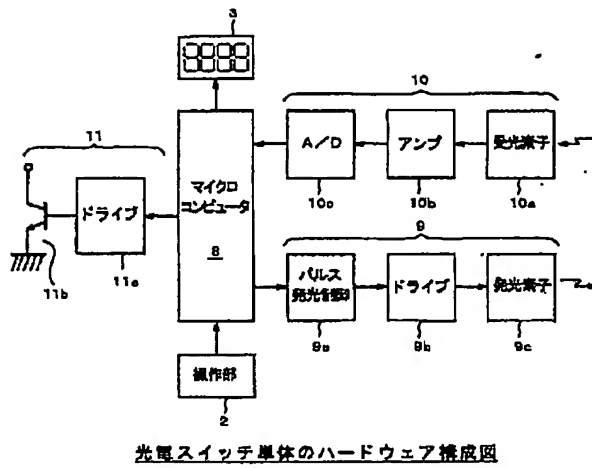 3
10
A/D
アンプ
受光素子
10c
10b
10a
11
ドライブ
11a
11b
マイクロ
コンピュータ
8
9
パルス
発光制御
ドライブ
発光素子
9a
9b
9c
操作部
2
光電スイッチ単体のハードウェア構成図